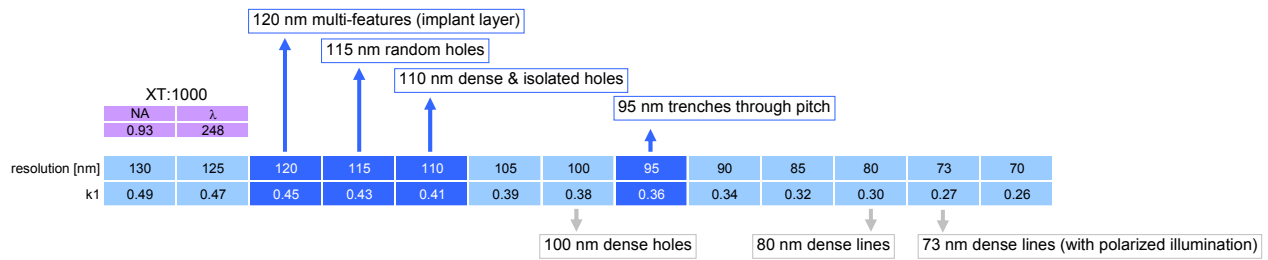 120 nm multi-features (implant layer)
115 nm random holes
110 nm dense & isolated holes
XT:1000
95 nm trenches through pitch
NA λ
0.93 248
resolution [nm] 130 125 120 115 110 105 100 95 90 85 80 73 70
k1 0.49 0.47 0.45 0.43 0.41 0.39 0.38 0.36 0.34 0.32 0.30 0.27 0.26
100 nm dense holes 80 nm dense lines 73 nm dense lines (with polarized illumination)